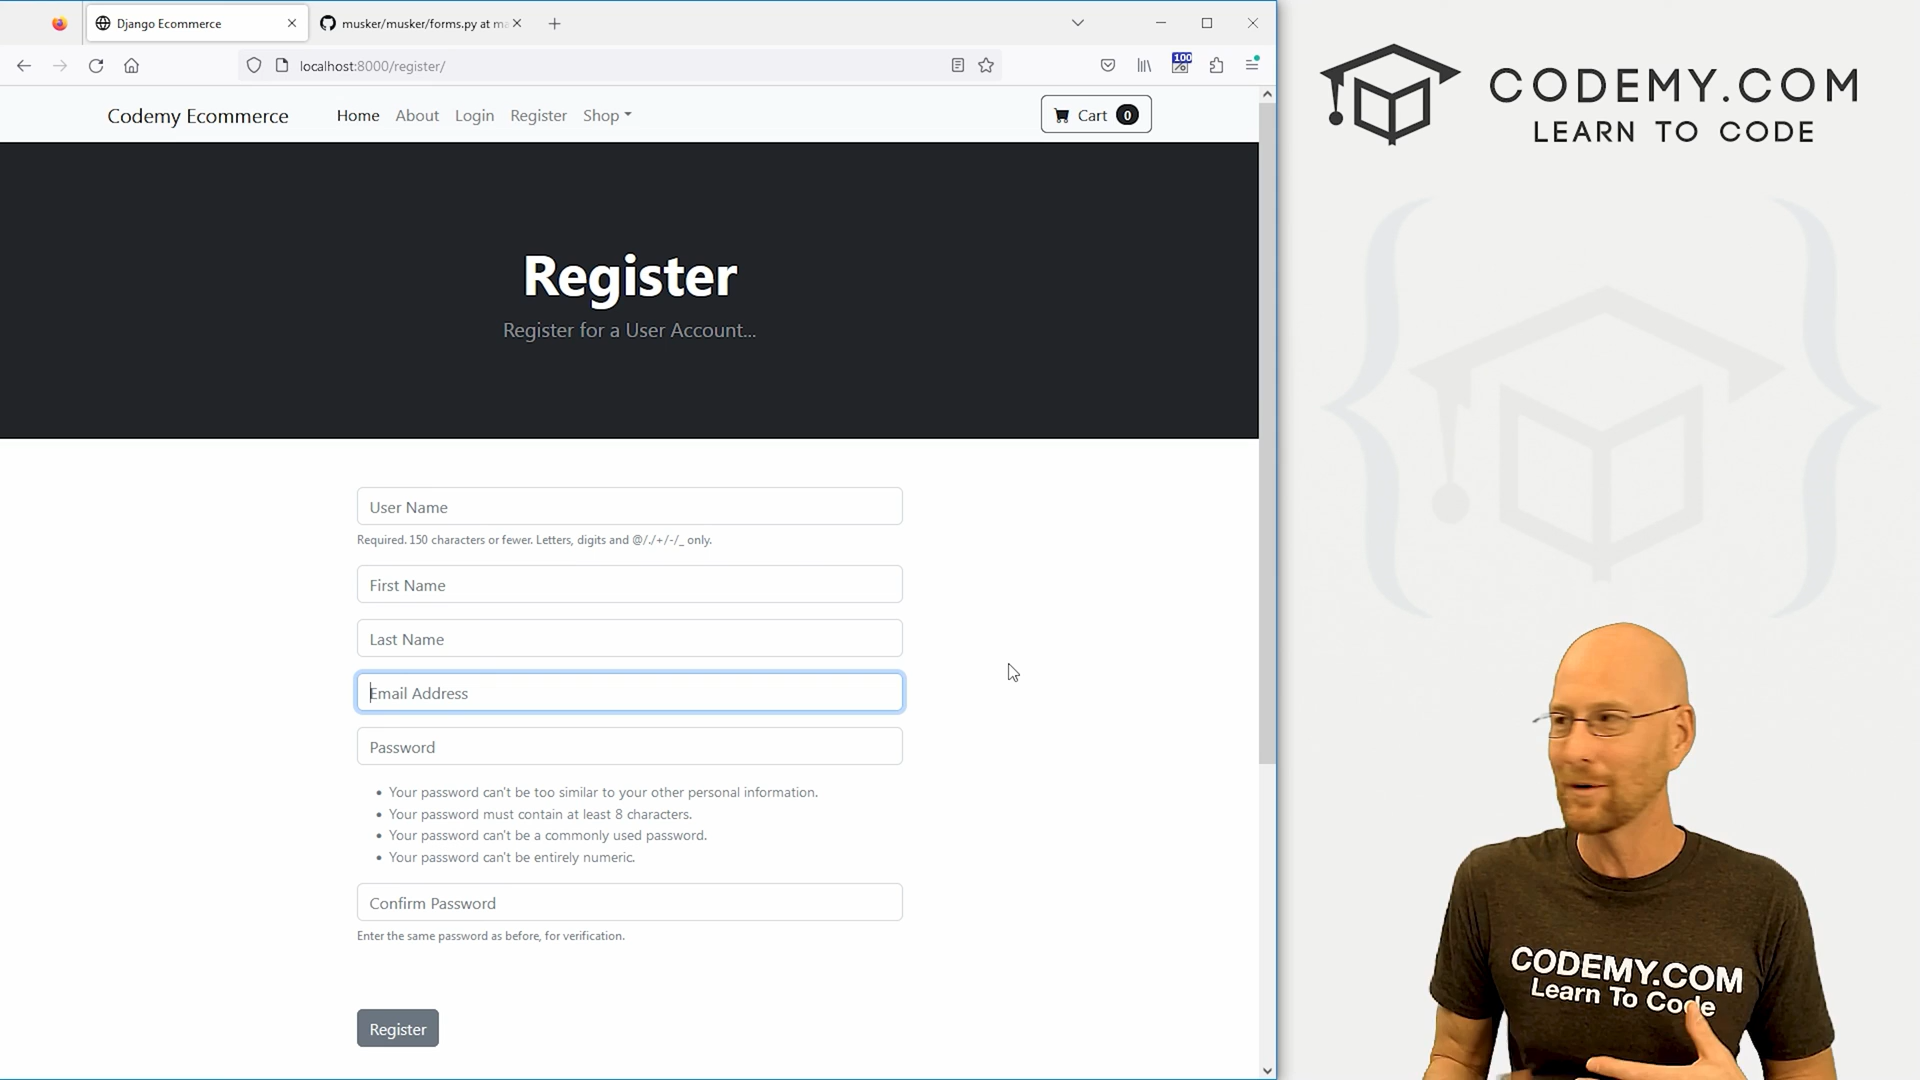 Django Ecommerce
musker/musker/forms.py at ma
localhost:8000/register/
100
Codemy Ecommerce
Home
About
Login
Register
Shop
Cart 0
Register
Register for a User Account...
User Name
Required. 150 characters or fewer. Letters, digits and @/./+/-/_ only.
First Name
Last Name
Email Address
Password
Your password can't be too similar to your other personal information.
Your password must contain at least 8 characters.
Your password can't be a commonly used password.
Your password can't be entirely numeric.
Confirm Password
Enter the same password as before, for verification.
Register
CODEMY.COM
LEARN TO CODE
CODEMY.COM
Learn To Code